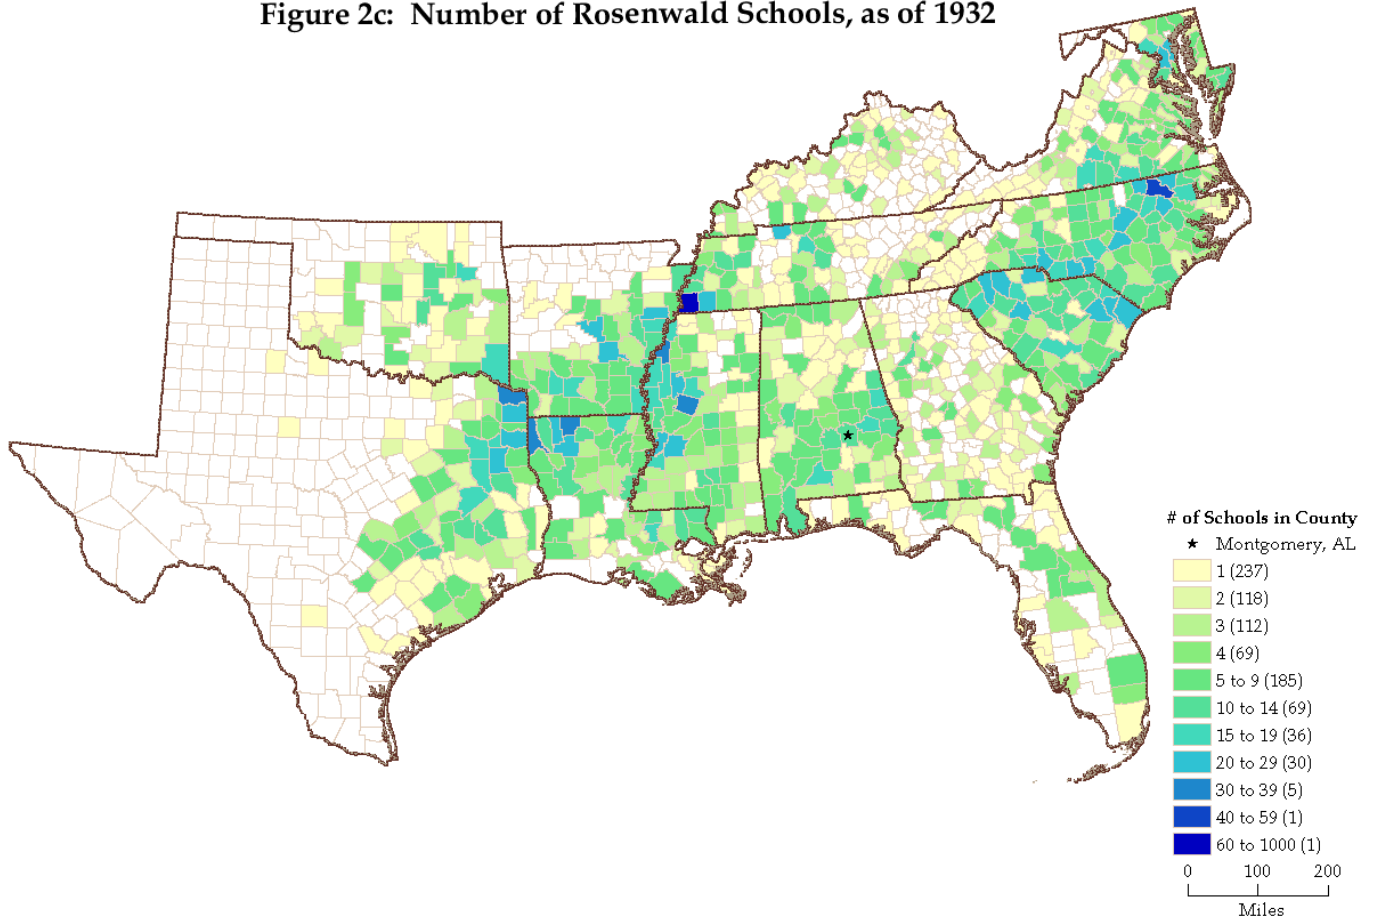 Figure 2c: Number of Rosenwald Schools, as of 1932
# of Schools in County
★ Montgomery, AL
1 (237)
2 (118)
3 (112)
4 (69)
5 to 9 (185)
10 to 14 (69)
15 to 19 (36)
20 to 29 (30)
30 to 39 (5)
40 to 59 (1)
60 to 1000 (1)
0 100 200
Miles